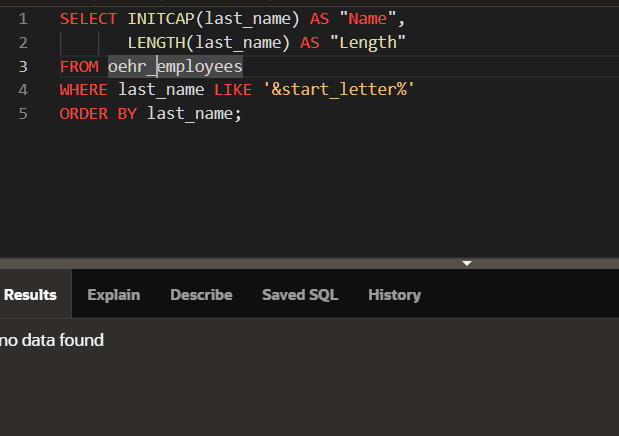 1 SELECT INITCAP(last_name) AS "Name",
2 LENGTH(last_name) AS "Length"
3 FROM oehr_employees
4 WHERE last_name LIKE '&start_letter%'
5 ORDER BY last_name;
Results Explain Describe Saved SQL History
no data found